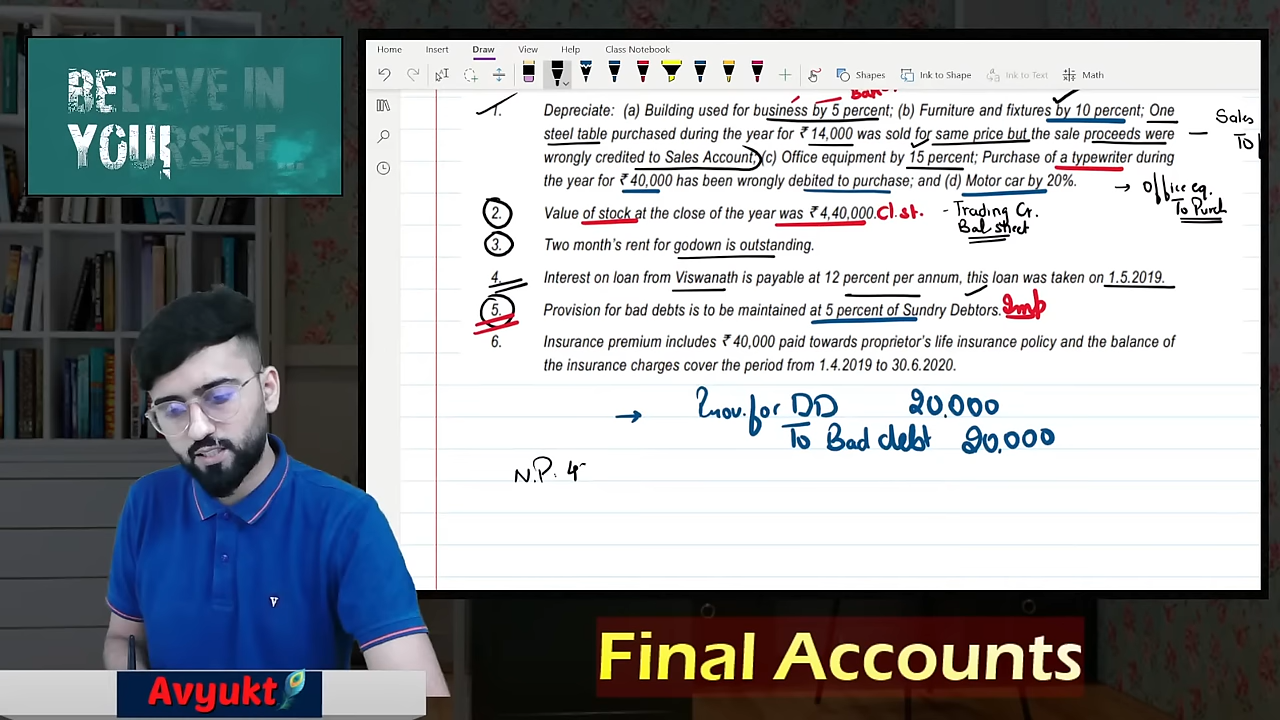 BELIEVE IN
YOURSELF...
Home Insert Draw View Help Class Notebook
Shapes Ink to Shape Ink to Text Math
1. Depreciate: (a) Building used for business by 5 percent; (b) Furniture and fixtures by 10 percent; One
steel table purchased during the year for ₹ 14,000 was sold for same price but the sale proceeds were
wrongly credited to Sales Account, (c) Office equipment by 15 percent; Purchase of a typewriter during
the year for ₹ 40,000 has been wrongly debited to purchase; and (d) Motor car by 20%.
Sales
To
→ Office eq.
To Purch
2. Value of stock at the close of the year was ₹ 4,40,000. Cl. st. - Trading Cr.
Bal sheet
3. Two month's rent for godown is outstanding.
4. Interest on loan from Viswanath is payable at 12 percent per annum, this loan was taken on 1.5.2019.
5. Provision for bad debts is to be maintained at 5 percent of Sundry Debtors. Imp
6. Insurance premium includes ₹ 40,000 paid towards proprietor's life insurance policy and the balance of
the insurance charges cover the period from 1.4.2019 to 30.6.2020.
→ Prov. for DD 20,000
To Bad debt 20,000
N.P. 4
Final Accounts
Avyukt